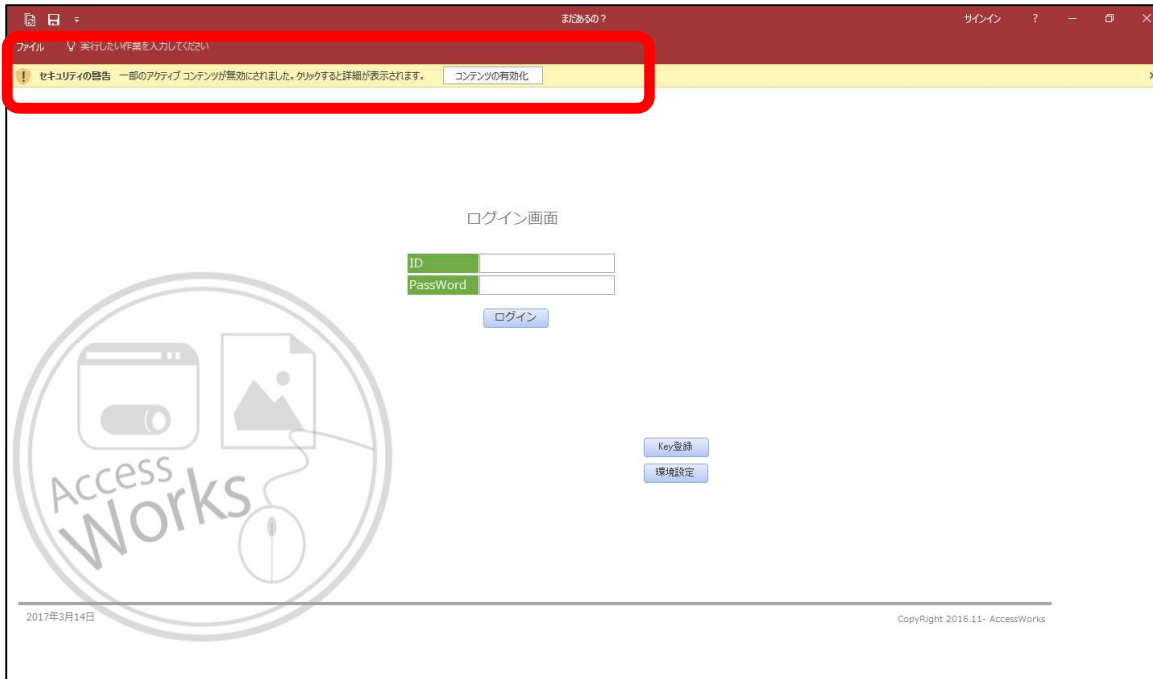 まだあるの？ サインイン ?
ファイル 実行したい作業を入力してください
セキュリティの警告 一部のアクティブ コンテンツが無効にされました。クリックすると詳細が表示されます。 コンテンツの有効化
ログイン画面
ID
PassWord
ログイン
Key登録
環境設定
Access
Works
2017年3月14日
CopyRight 2016.11- AccessWorks